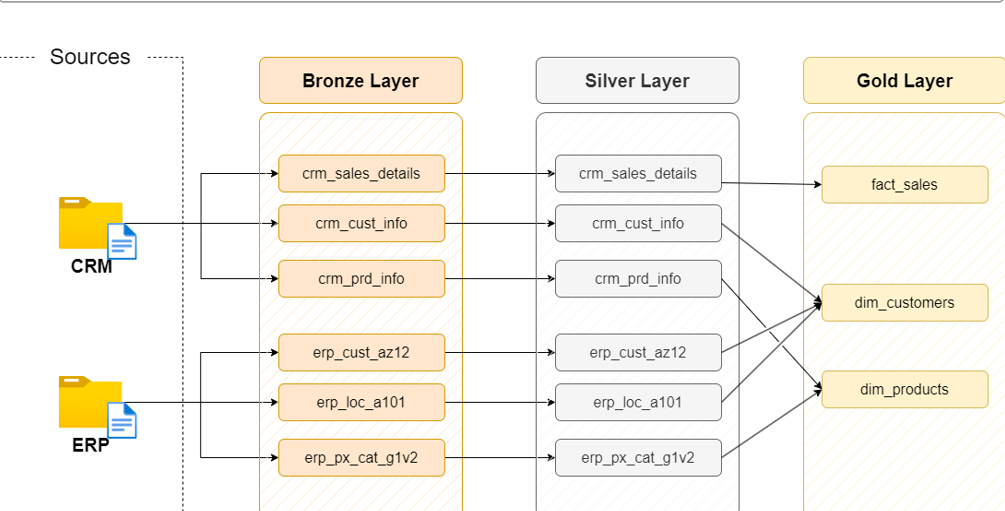 Sources
Bronze Layer
Silver Layer
Gold Layer
crm_sales_details
crm_sales_details
fact_sales
crm_cust_info
crm_cust_info
CRM
crm_prd_info
crm_prd_info
dim_customers
erp_cust_az12
erp_cust_az12
erp_loc_a101
erp_loc_a101
dim_products
ERP
erp_px_cat_g1v2
erp_px_cat_g1v2